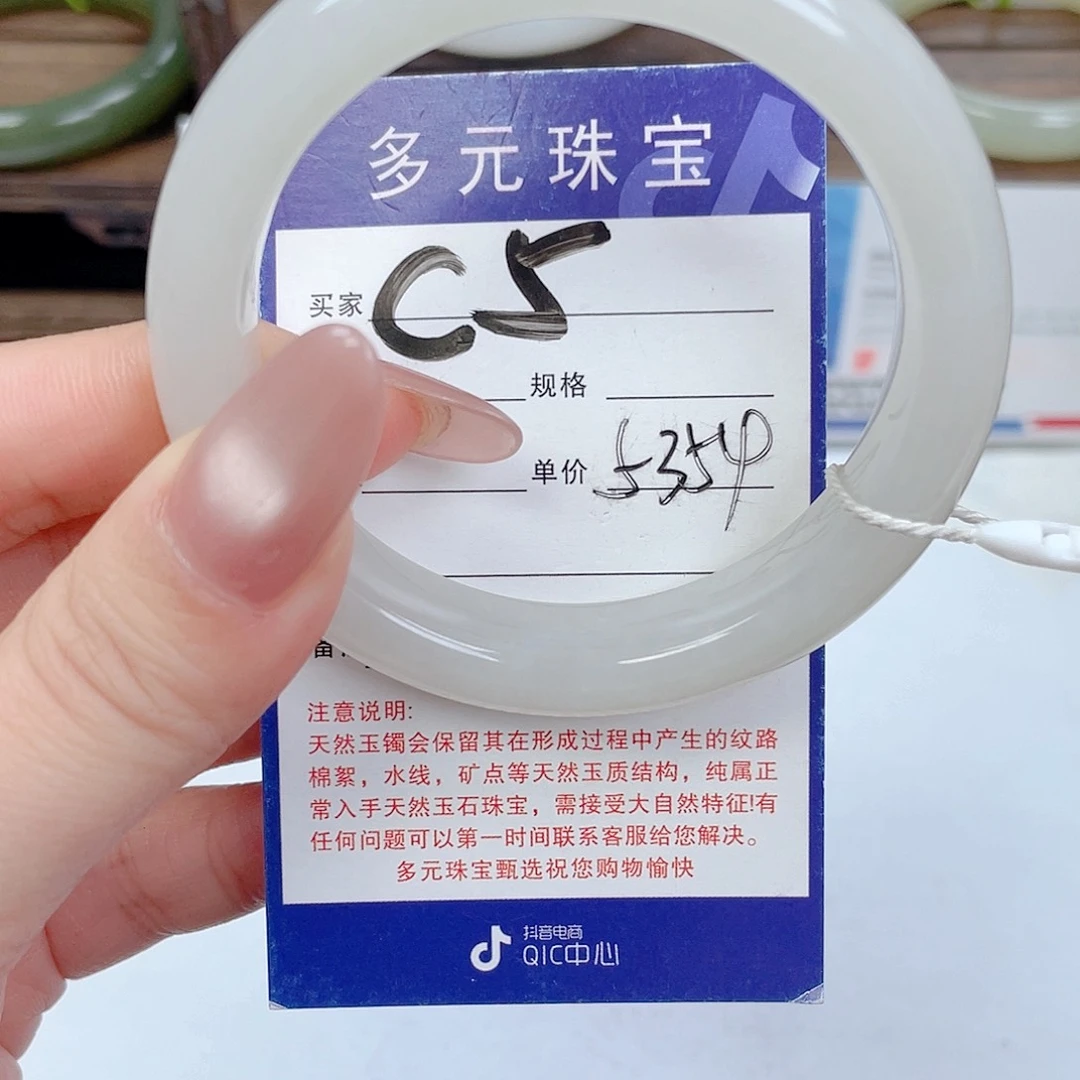 多元珠宝
买家 C5
规格
单价 5354
注意说明:
天然玉镯会保留其在形成过程中产生的纹路
棉絮，水线，矿点等天然玉质结构，纯属正
常入手天然玉石珠宝，需接受大自然特征!有
任何问题可以第一时间联系客服给您解决。
多元珠宝甄选祝您购物愉快
抖音电商
QIC中心